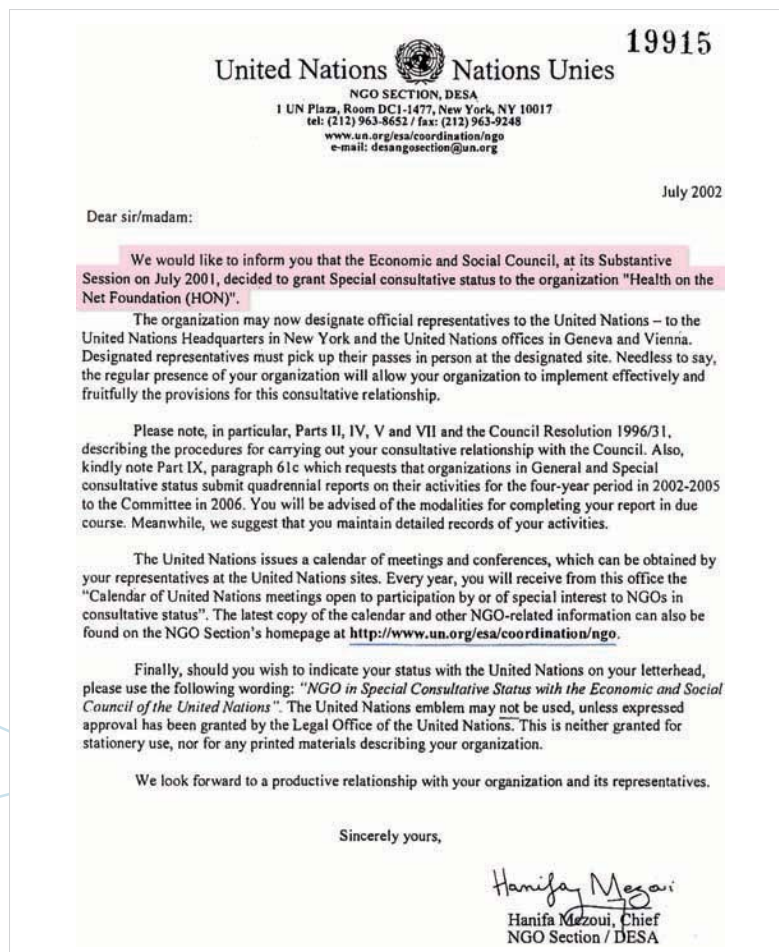 19915
United Nations Nations Unies
NGO SECTION, DESA
1 UN Plaza, Room DC1-1477, New York, NY 10017
tel: (212) 963-8652 / fax: (212) 963-9248
www.un.org/esa/coordination/ngo
e-mail: desangosection@un.org
July 2002
Dear sir/madam:
We would like to inform you that the Economic and Social Council, at its Substantive
Session on July 2001, decided to grant Special consultative status to the organization "Health on the
Net Foundation (HON)".
The organization may now designate official representatives to the United Nations – to the
United Nations Headquarters in New York and the United Nations offices in Geneva and Vienna.
Designated representatives must pick up their passes in person at the designated site. Needless to say,
the regular presence of your organization will allow your organization to implement effectively and
fruitfully the provisions for this consultative relationship.
Please note, in particular, Parts II, IV, V and VII and the Council Resolution 1996/31,
describing the procedures for carrying out your consultative relationship with the Council. Also,
kindly note Part IX, paragraph 61c which requests that organizations in General and Special
consultative status submit quadrennial reports on their activities for the four-year period in 2002-2005
to the Committee in 2006. You will be advised of the modalities for completing your report in due
course. Meanwhile, we suggest that you maintain detailed records of your activities.
The United Nations issues a calendar of meetings and conferences, which can be obtained by
your representatives at the United Nations sites. Every year, you will receive from this office the
"Calendar of United Nations meetings open to participation by or of special interest to NGOs in
consultative status". The latest copy of the calendar and other NGO-related information can also be
found on the NGO Section's homepage at http://www.un.org/esa/coordination/ngo.
Finally, should you wish to indicate your status with the United Nations on your letterhead,
please use the following wording: "NGO in Special Consultative Status with the Economic and Social
Council of the United Nations". The United Nations emblem may not be used, unless expressed
approval has been granted by the Legal Office of the United Nations. This is neither granted for
stationery use, nor for any printed materials describing your organization.
We look forward to a productive relationship with your organization and its representatives.
Sincerely yours,
Hanifa Mezoui
Hanifa Mezoui, Chief
NGO Section / DESA